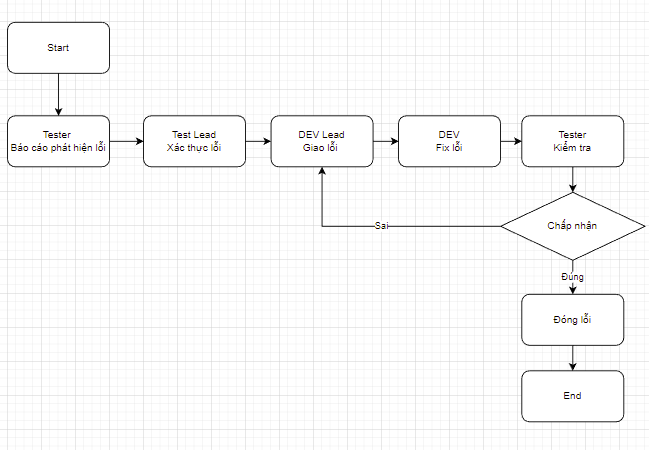 Start
Tester
Báo cáo phát hiện lỗi
Test Lead
Xác thực lỗi
DEV Lead
Giao lỗi
DEV
Fix lỗi
Tester
Kiểm tra
Chấp nhận
Sai
Đúng
Đóng lỗi
End